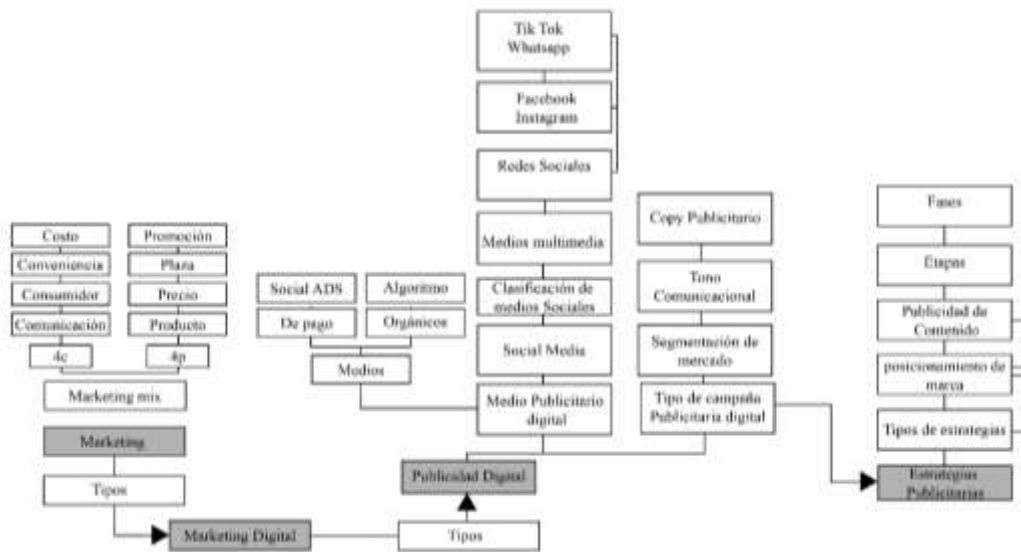 Tik Tok
Whatsapp
Facebook
Instagram
Redes Sociales
Medios multimedia
Clasificación de
medios Sociales
Social Media
Medio Publicitario
digital
Copy Publicitario
Tono
Comunicacional
Segmentación de
mercado
Tipo de campaña
Publicitaria digital
Fases
Etapas
Publicidad de
Contenido
posicionamiento de
marca
Tipos de estrategias
Estrategias
Publicitarias
Costo
Conveniencia
Consumidor
Comunicación
4c
Promoción
Plaza
Precio
Producto
4p
Marketing mix
Social ADS
De pago
Algoritmo
Orgánicos
Medios
Marketing
Tipos
Marketing Digital
Tipos
Publicidad Digital